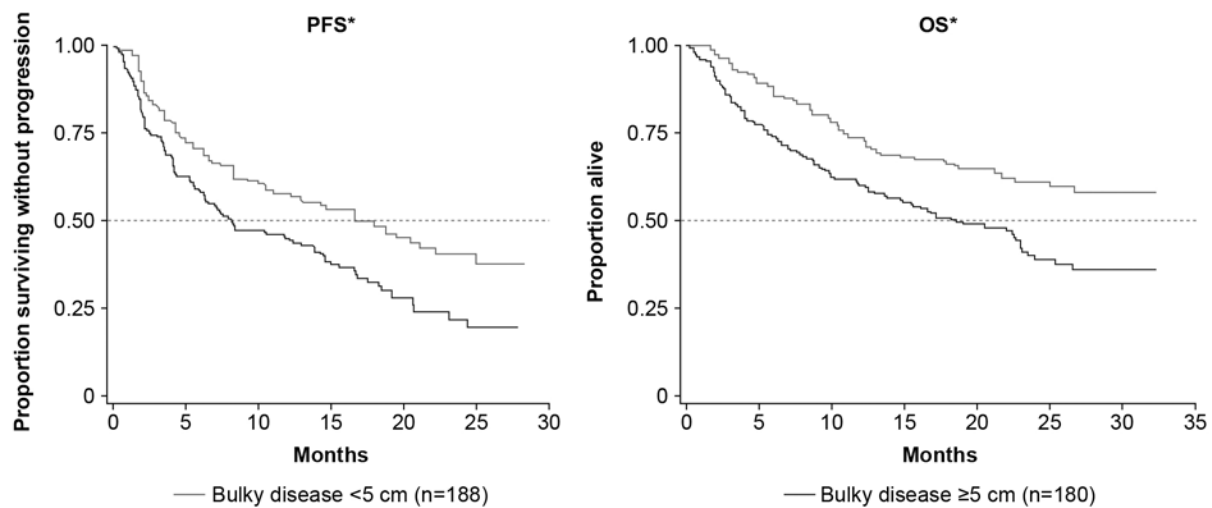 PFS*
Proportion surviving without progression
1.00
0.75
0.50
0.25
0
0 5 10 15 20 25 30
Months
OS*
Proportion alive
1.00
0.75
0.50
0.25
0
0 5 10 15 20 25 30 35
Months
Bulky disease <5 cm (n=188)
Bulky disease ≥5 cm (n=180)